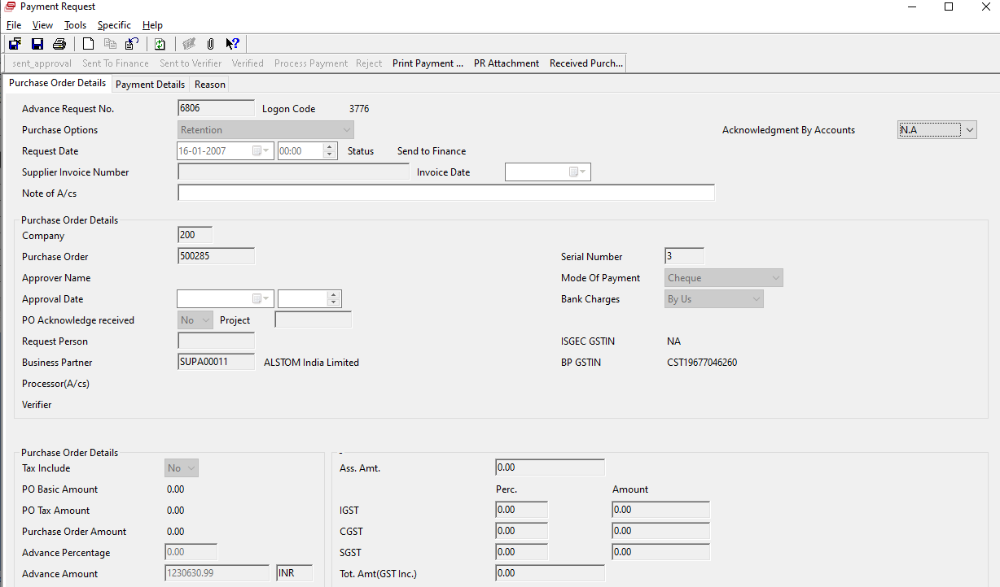 Payment Request
File View Tools Specific Help
sent_approval Sent To Finance Sent to Verifier Verified Process Payment Reject Print Payment ... PR Attachment Received Purch...
Purchase Order Details Payment Details Reason
Advance Request No. 6806 Logon Code 3776
Purchase Options Retention Acknowledgment By Accounts N.A
Request Date 16-01-2007 00:00 Status Send to Finance
Supplier Invoice Number Invoice Date
Note of A/cs
Purchase Order Details
Company 200
Purchase Order 500285 Serial Number 3
Approver Name Mode Of Payment Cheque
Approval Date Bank Charges By Us
PO Acknowledge received No Project
Request Person ISGEC GSTIN NA
Business Partner SUPA00011 ALSTOM India Limited BP GSTIN CST19677046260
Processor(A/cs)
Verifier
Purchase Order Details -
Tax Include No Ass. Amt. 0.00
PO Basic Amount 0.00 Perc. Amount
PO Tax Amount 0.00 IGST 0.00 0.00
Purchase Order Amount 0.00 CGST 0.00 0.00
Advance Percentage 0.00 SGST 0.00 0.00
Advance Amount 1230630.99 INR Tot. Amt(GST Inc.) 0.00